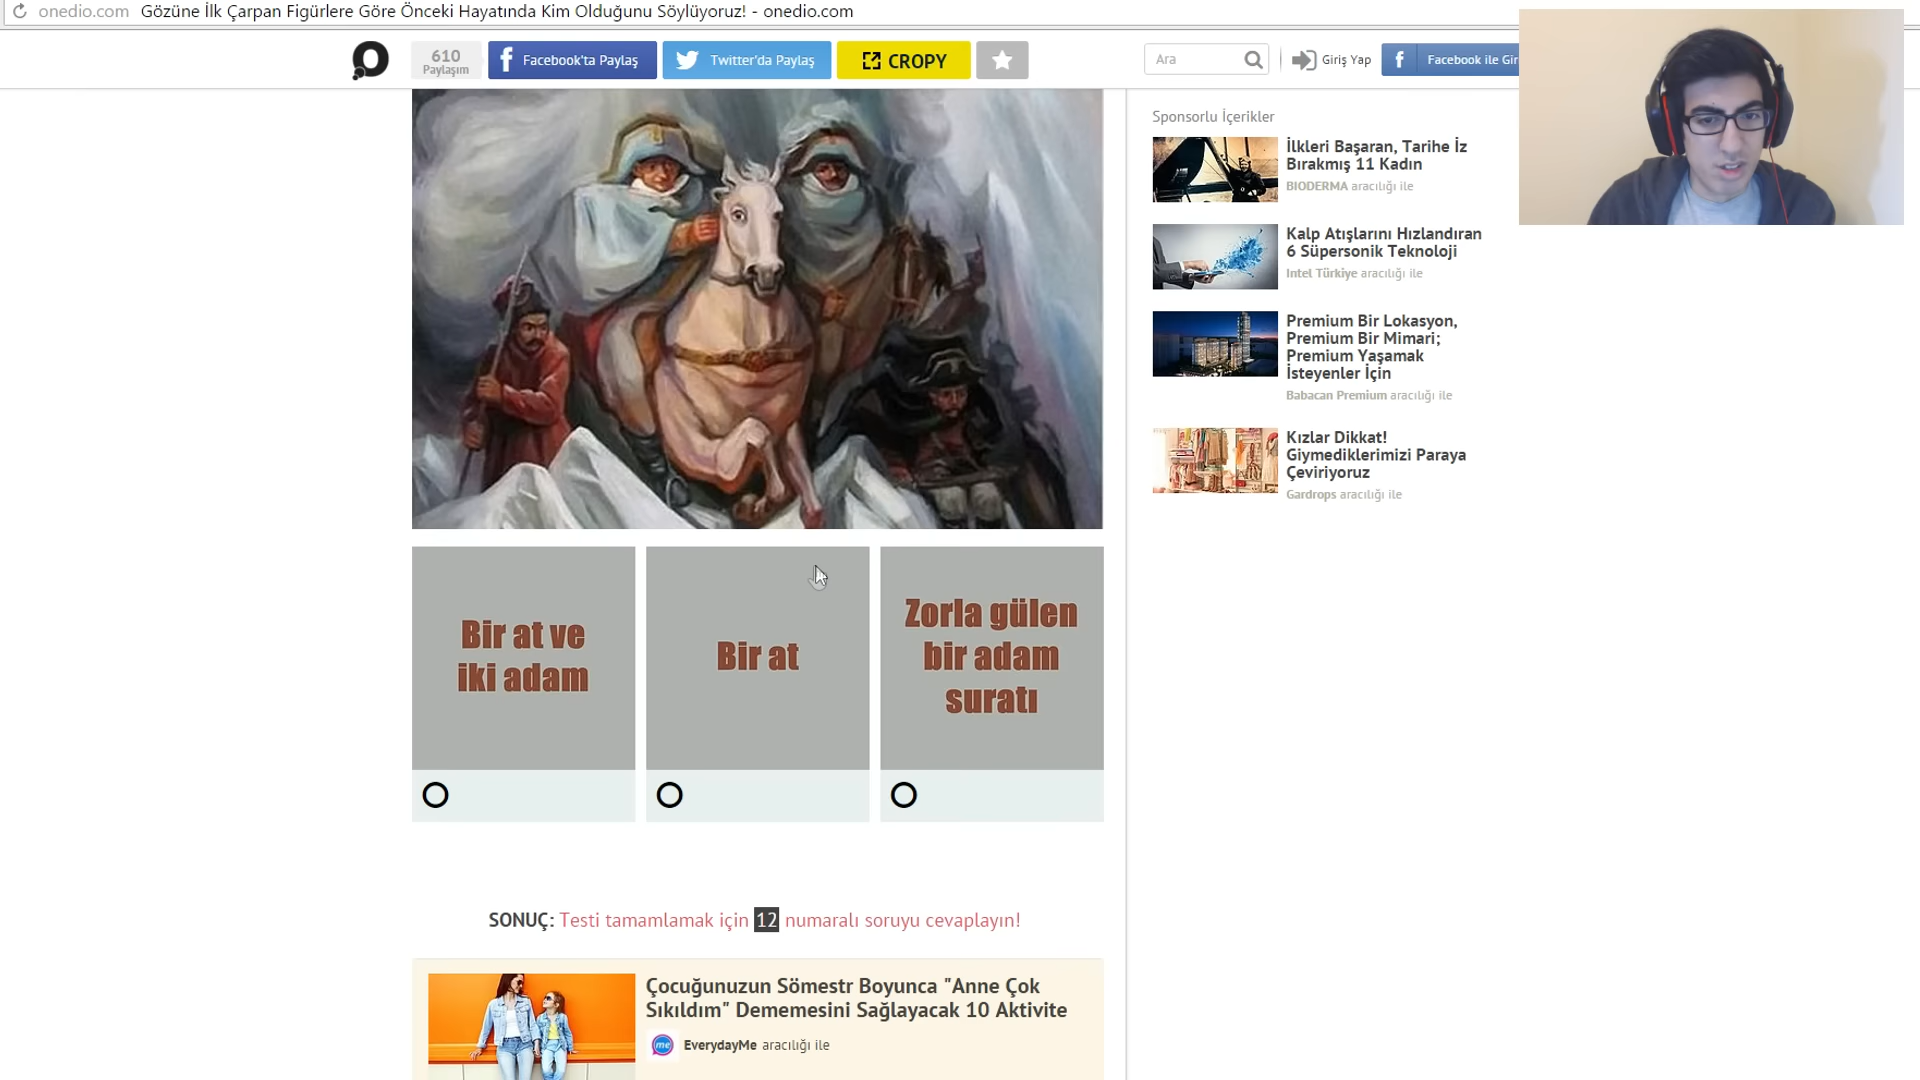 onedio.com Gözüne İlk Çarpan Figürlere Göre Önceki Hayatında Kim Olduğunu Söylüyoruz! - onedio.com
610
Paylaşım
Facebook'ta Paylaş
Twitter'da Paylaş
CROPY
Ara
Giriş Yap
Facebook ile Gir
Sponsorlu İçerikler
İlkleri Başaran, Tarihe İz
Bırakmış 11 Kadın
BIODERMA aracılığı ile
Kalp Atışlarını Hızlandıran
6 Süpersonik Teknoloji
Intel Türkiye aracılığı ile
Premium Bir Lokasyon,
Premium Bir Mimari;
Premium Yaşamak
İsteyenler İçin
Babacan Premium aracılığı ile
Kızlar Dikkat!
Giymediklerimizi Paraya
Çeviriyoruz
Gardrops aracılığı ile
Bir at ve
iki adam
Bir at
Zorla gülen
bir adam
suratı
SONUÇ: Testi tamamlamak için 12 numaralı soruyu cevaplayın!
Çocuğunuzun Sömestr Boyunca "Anne Çok
Sıkıldım" Dememesini Sağlayacak 10 Aktivite
me EverydayMe aracılığı ile